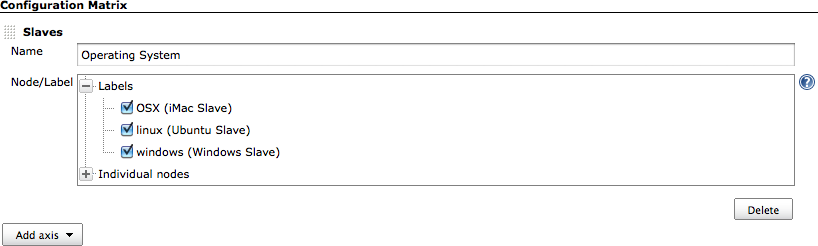 Configuration Matrix
Slaves
Name
Operating System
Node/Label
Labels
OSX (iMac Slave)
linux (Ubuntu Slave)
windows (Windows Slave)
Individual nodes
?
Delete
Add axis